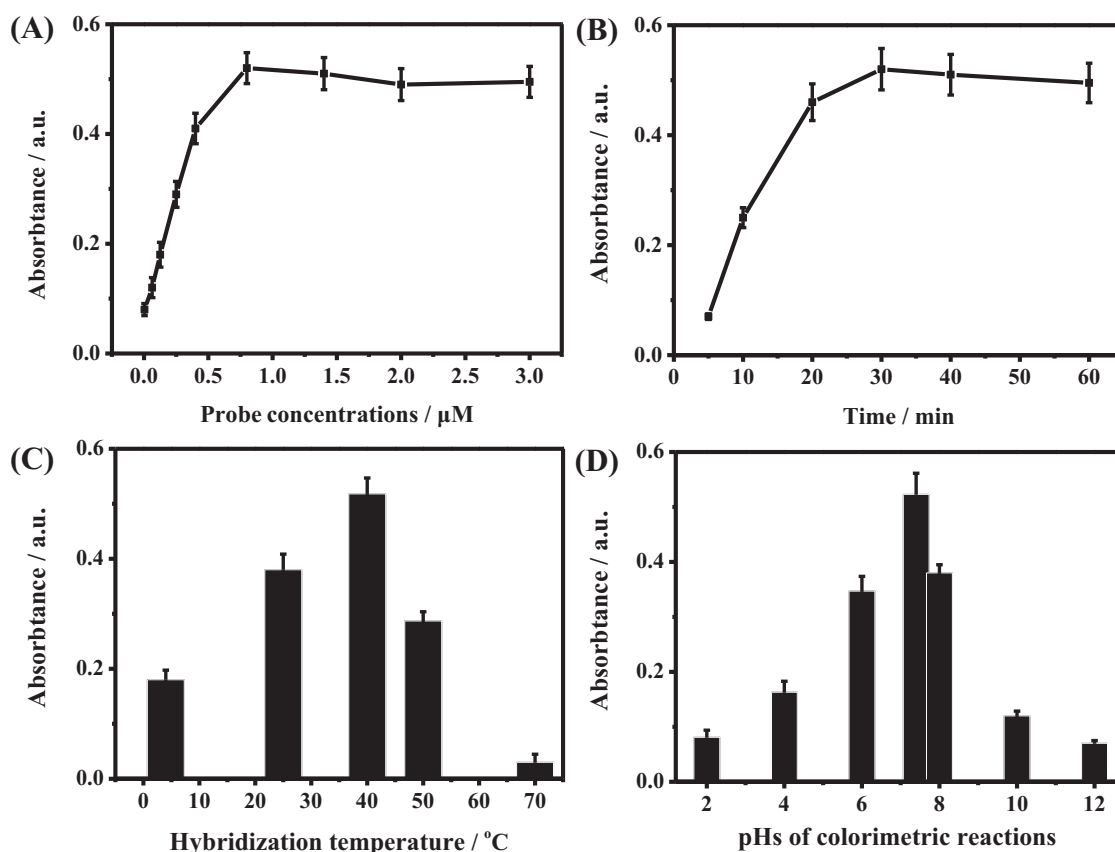 (A)
0.6
0.4
0.2
0.0
Absorbtance / a.u.
0.0 0.5 1.0 1.5 2.0 2.5 3.0
Probe concentrations / μM
(B)
0.6
0.4
0.2
0.0
Absorbtance / a.u.
0 10 20 30 40 50 60
Time / min
(C)
0.6
0.4
0.2
0.0
Absorbtance / a.u.
0 10 20 30 40 50 60 70
Hybridization temperature / °C
(D)
0.6
0.4
0.2
0.0
Absorbtance / a.u.
2 4 6 8 10 12
pHs of colorimetric reactions